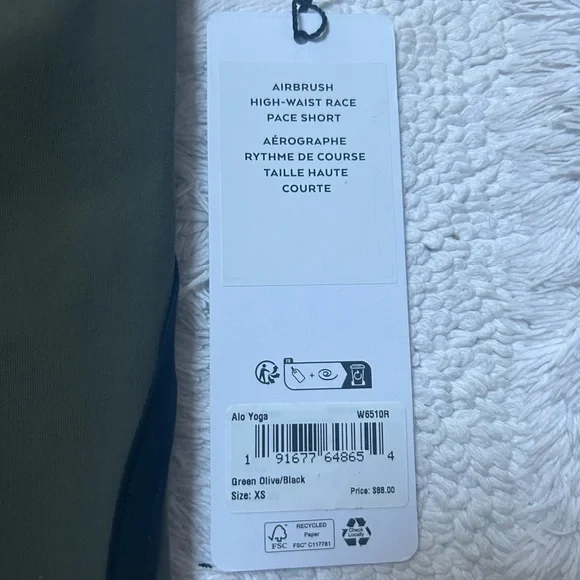 AIRBRUSH
HIGH-WAIST RACE
PACE SHORT
AÉROGRAPHE
RYTHME DE COURSE
TAILLE HAUTE
COURTE
FR
+
Alo Yoga W6510R
1 91677 64865 4
Green Olive/Black
Size: XS Price: $88.00
FSC
RECYCLED
Paper
FSC® C117781
Check
Locally